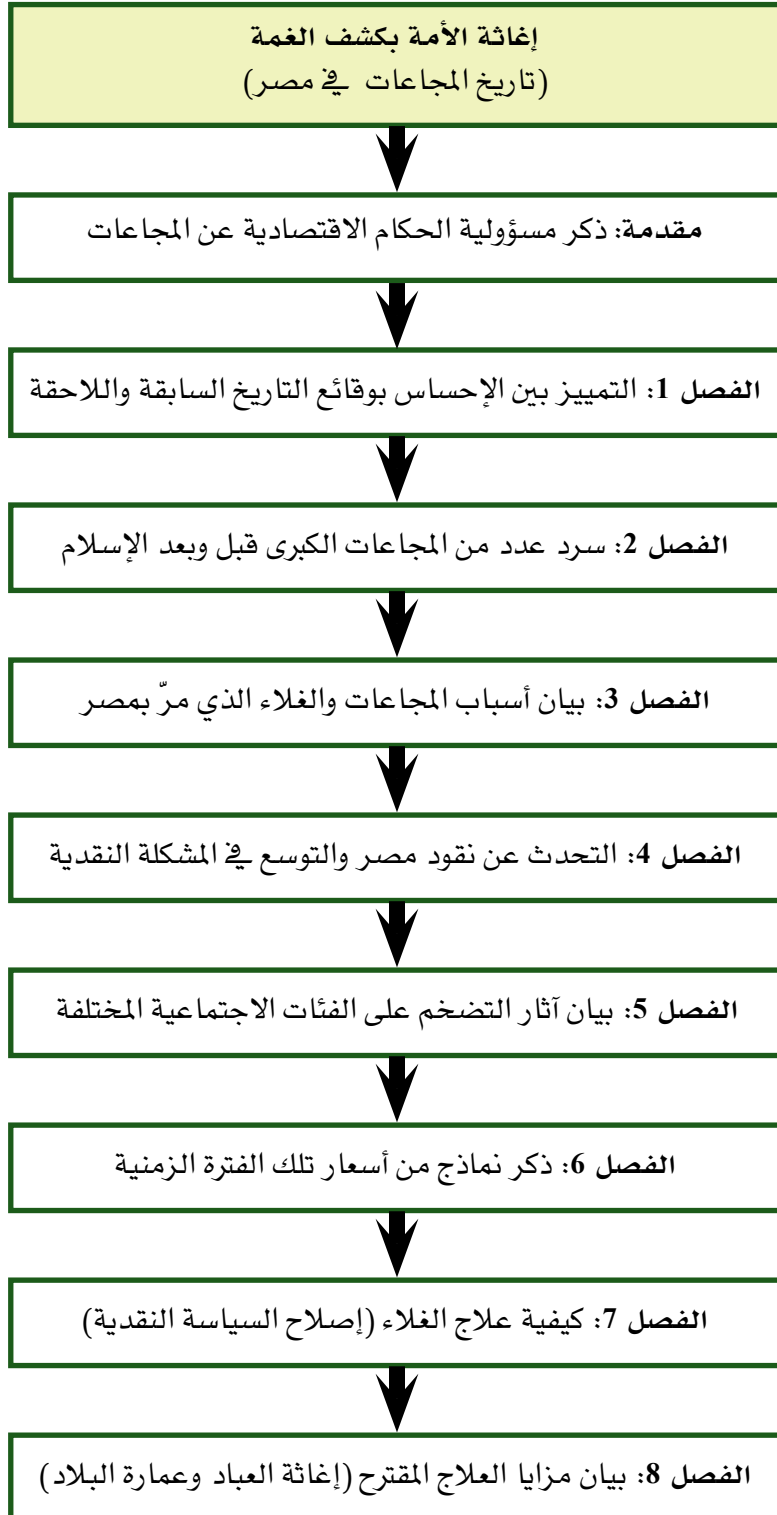 إغاثة الأمة بكشف الغمة
(تاريخ المجاعات في مصر)
مقدمة: ذكر مسؤولية الحكام الاقتصادية عن المجاعات
الفصل 1: التمييز بين الإحساس بوقائع التاريخ السابقة واللاحقة
الفصل 2: سرد عدد من المجاعات الكبرى قبل وبعد الإسلام
الفصل 3: بيان أسباب المجاعات والغلاء الذي مرّ بمصر
الفصل 4: التحدث عن نقود مصر والتوسع في المشكلة النقدية
الفصل 5: بيان آثار التضخم على الفئات الاجتماعية المختلفة
الفصل 6: ذكر نماذج من أسعار تلك الفترة الزمنية
الفصل 7: كيفية علاج الغلاء (إصلاح السياسة النقدية)
الفصل 8: بيان مزايا العلاج المقترح (إغاثة العباد وعمارة البلاد)